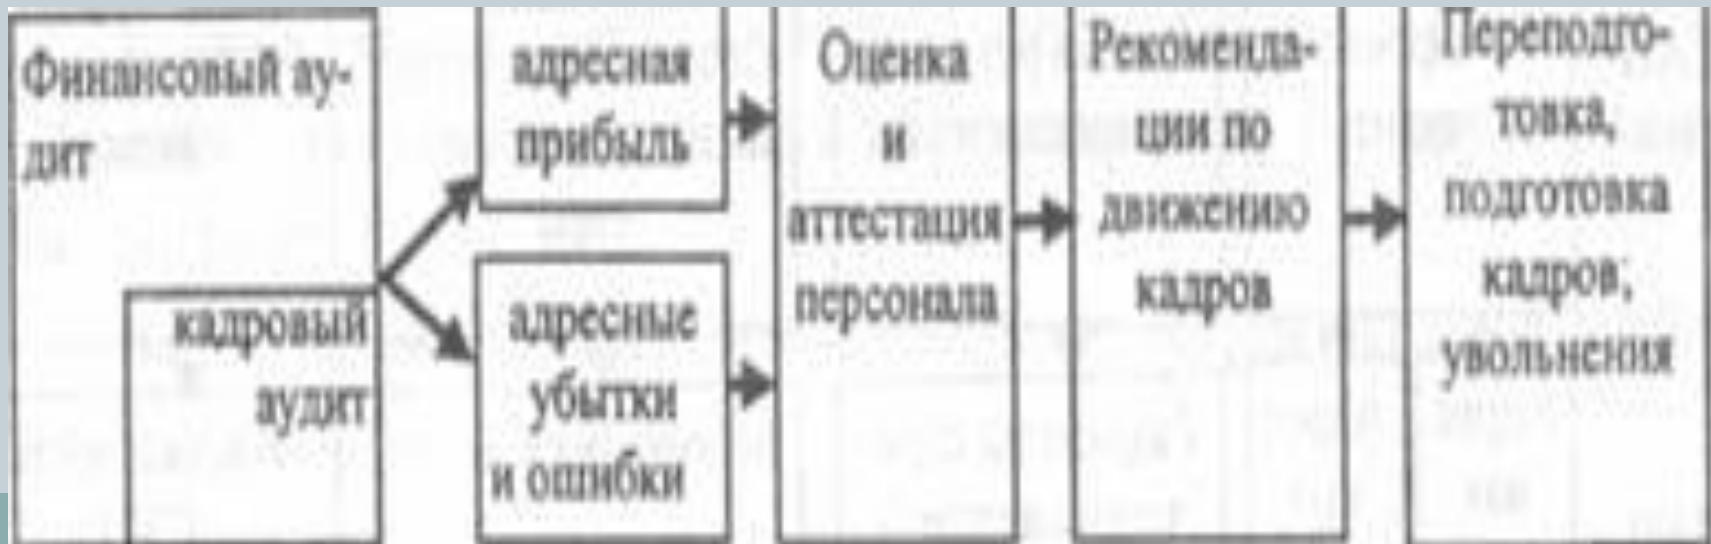 Финансовый ау-
дит
кадровый
аудит
адресная
прибыль
адресные
убытки
и ошибки
Оценка
и
аттестация
персонала
Рекоменда-
ции по
движению
кадров
Переподго-
товка,
подготовка
кадров,
увольнения